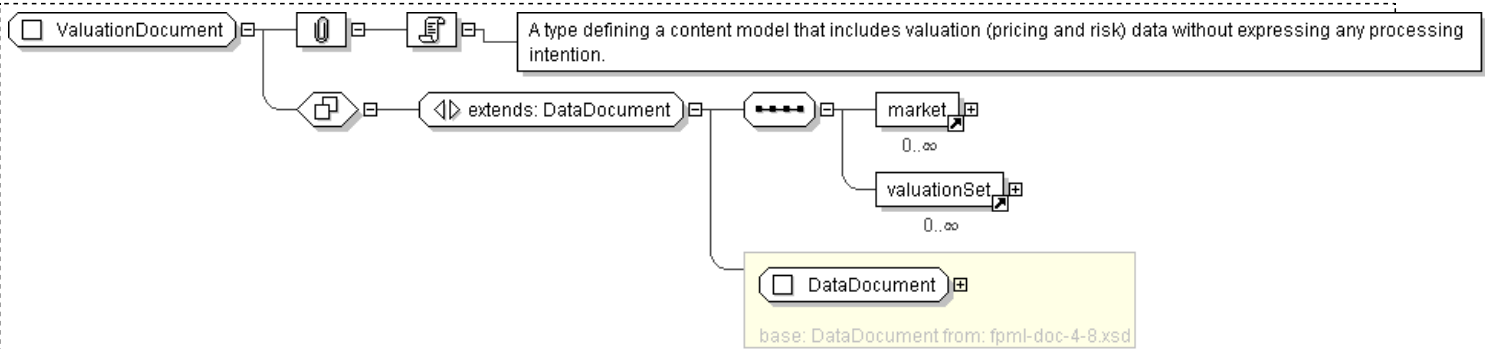 ValuationDocument
A type defining a content model that includes valuation (pricing and risk) data without expressing any processing
intention.
extends: DataDocument
market
0..∞
valuationSet
0..∞
DataDocument
base: DataDocument from: fpml-doc-4-8.xsd